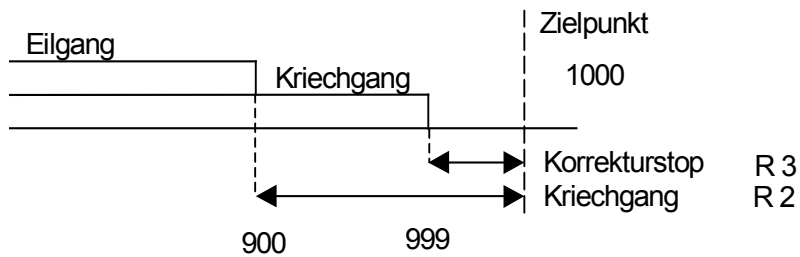 Zielpunkt
Eilgang
Kriechgang
1000
Korrekturstop R 3
Kriechgang R 2
900 999